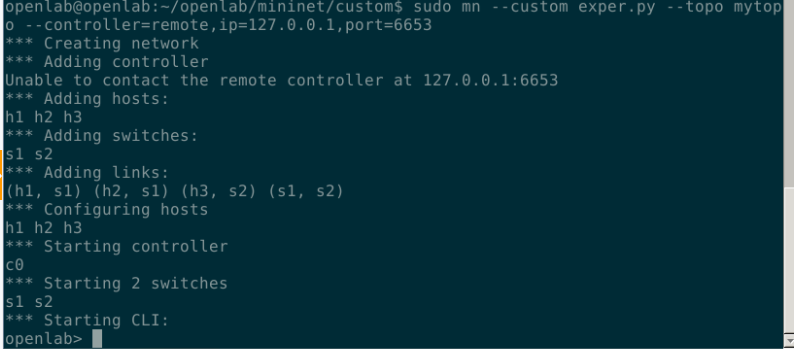 openlab@openlab:~/openlab/mininet/custom$ sudo mn --custom exper.py --topo mytop
o --controller=remote,ip=127.0.0.1,port=6653
*** Creating network
*** Adding controller
Unable to contact the remote controller at 127.0.0.1:6653
*** Adding hosts:
h1 h2 h3
*** Adding switches:
s1 s2
*** Adding links:
(h1, s1) (h2, s1) (h3, s2) (s1, s2)
*** Configuring hosts
h1 h2 h3
*** Starting controller
c0
*** Starting 2 switches
s1 s2
*** Starting CLI:
openlab>